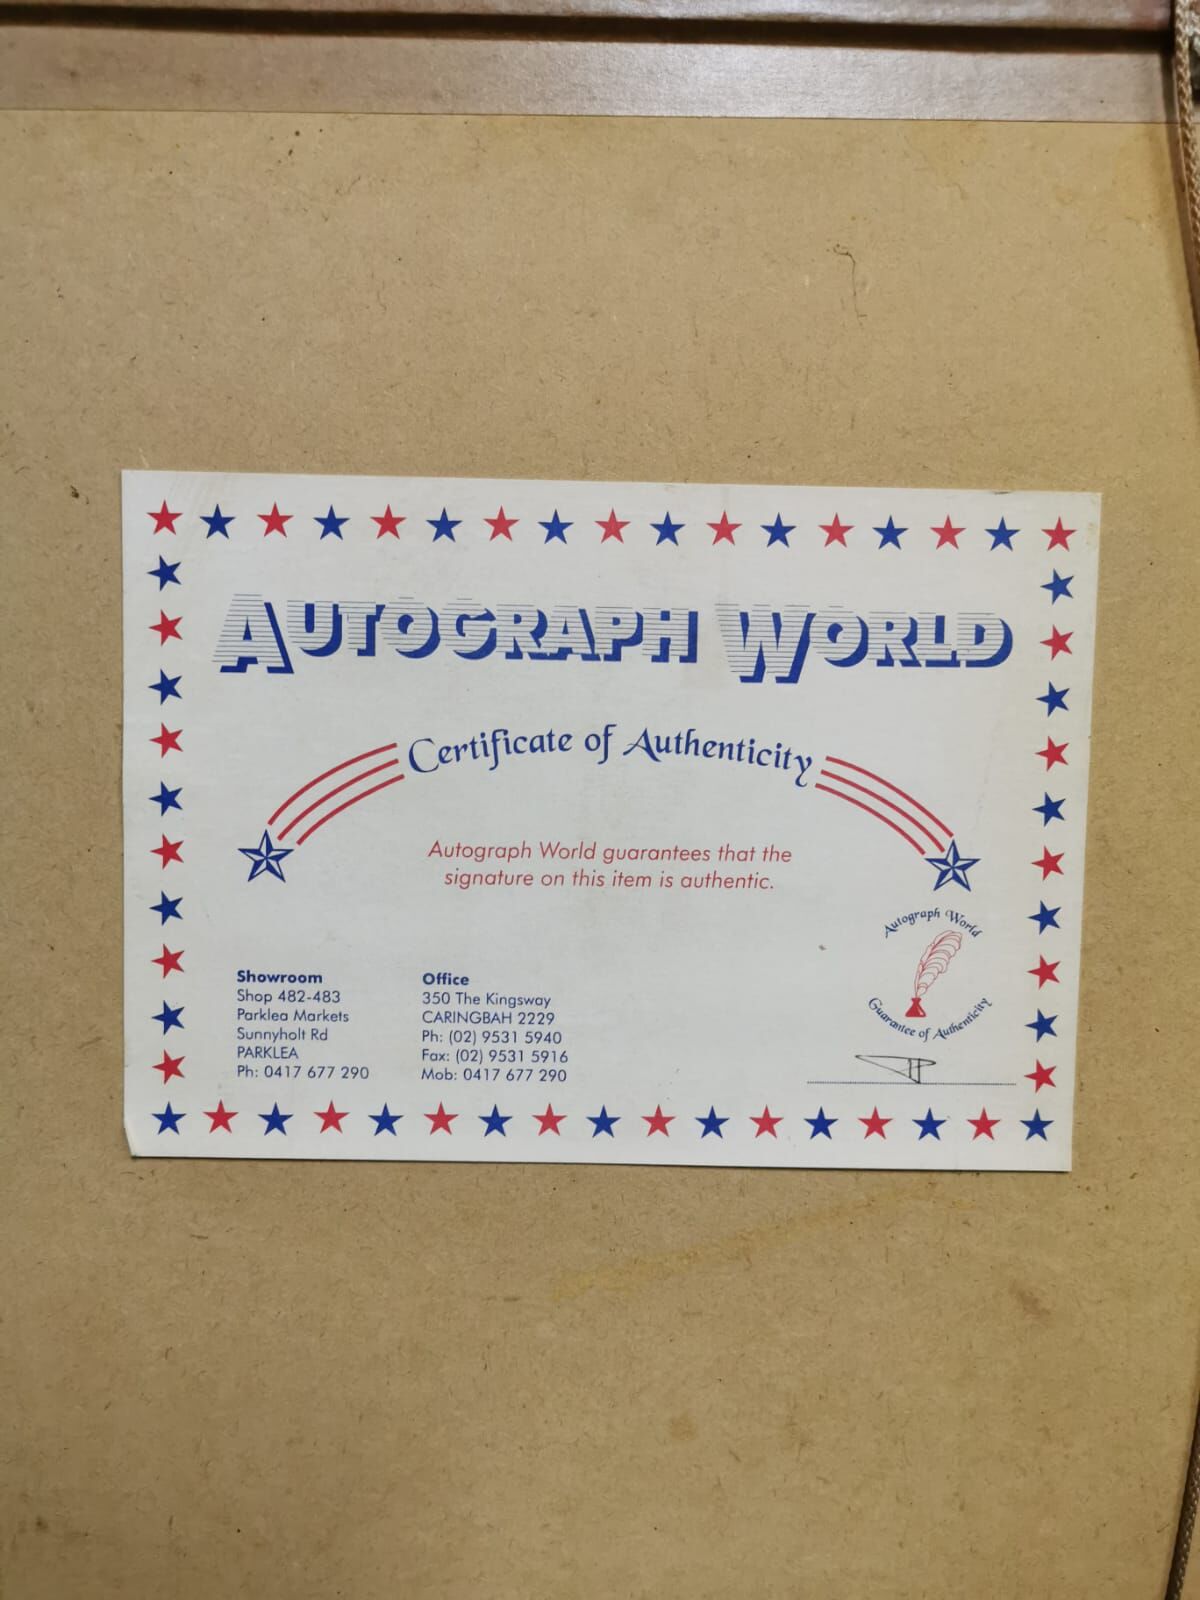 AUTOGRAPH WORLD
Certificate of Authenticity
Autograph World guarantees that the
signature on this item is authentic.
Autograph World
Guarantee of Authenticity
Showroom
Shop 482-483
Parklea Markets
Sunnyholt Rd
PARKLEA
Ph: 0417 677 290
Office
350 The Kingsway
CARINGBAH 2229
Ph: (02) 9531 5940
Fax: (02) 9531 5916
Mob: 0417 677 290